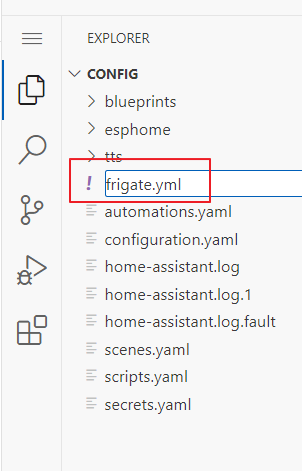 EXPLORER
CONFIG
blueprints
esphome
tts
frigate.yml
automations.yaml
configuration.yaml
home-assistant.log
home-assistant.log.1
home-assistant.log.fault
scenes.yaml
scripts.yaml
secrets.yaml